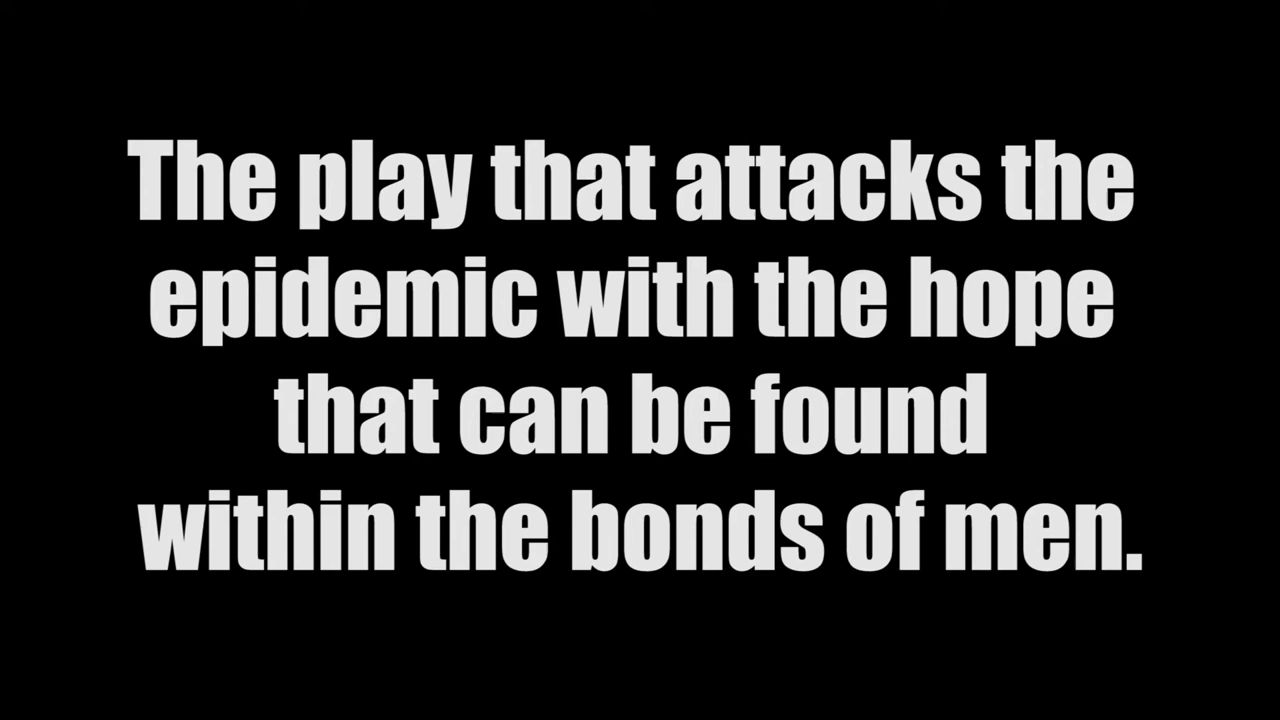 The play that attacks the
epidemic with the hope
that can be found
within the bonds of men.